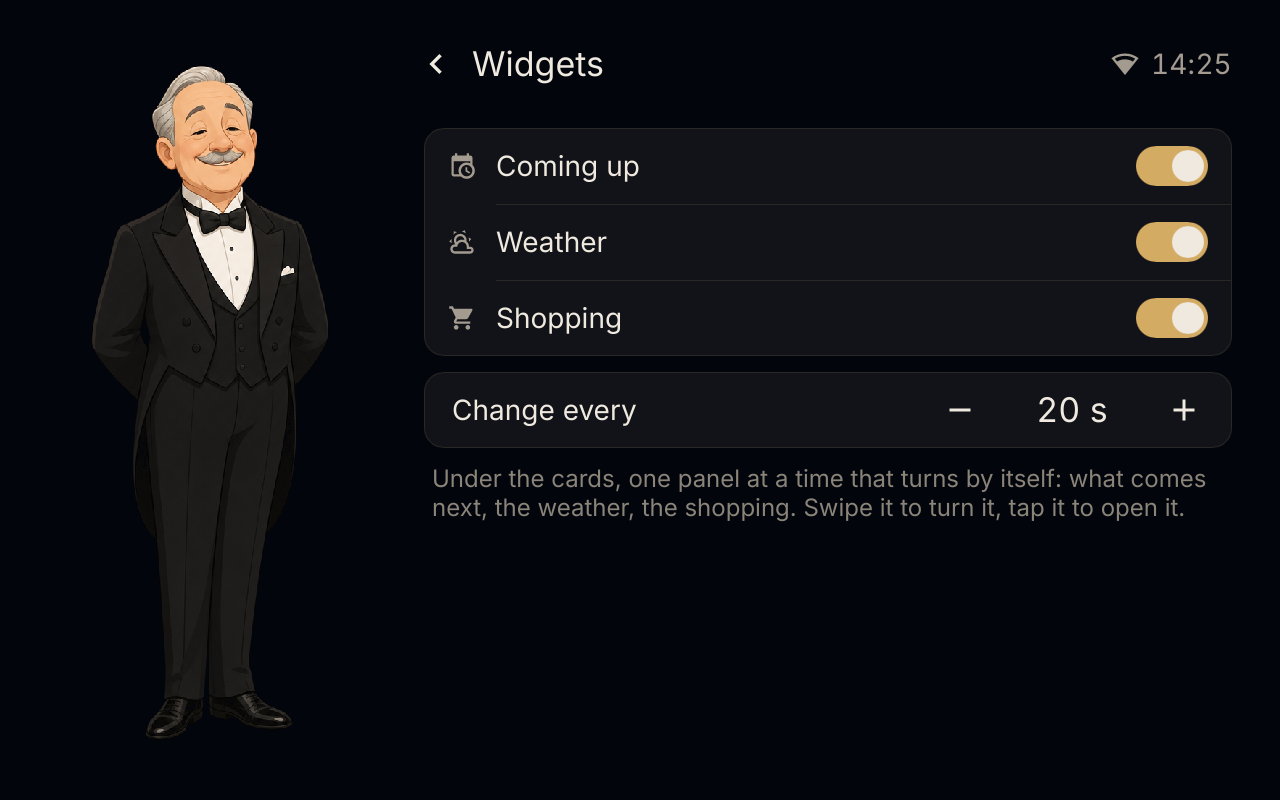 Widgets
14:25
Coming up
Weather
Shopping
Change every
20 s
Under the cards, one panel at a time that turns by itself: what comes
next, the weather, the shopping. Swipe it to turn it, tap it to open it.